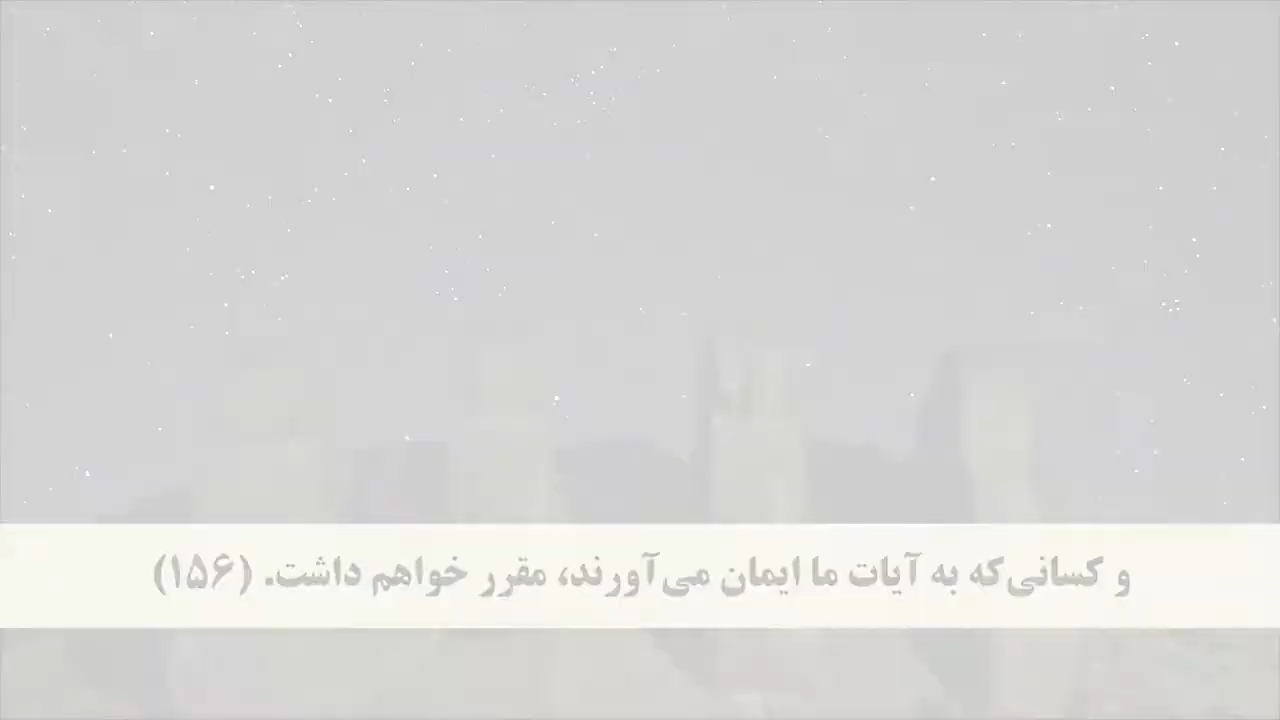 و کسانی‌که به آیات ما ایمان می‌آورند، مقرر خواهم داشت. (۱۵۶)